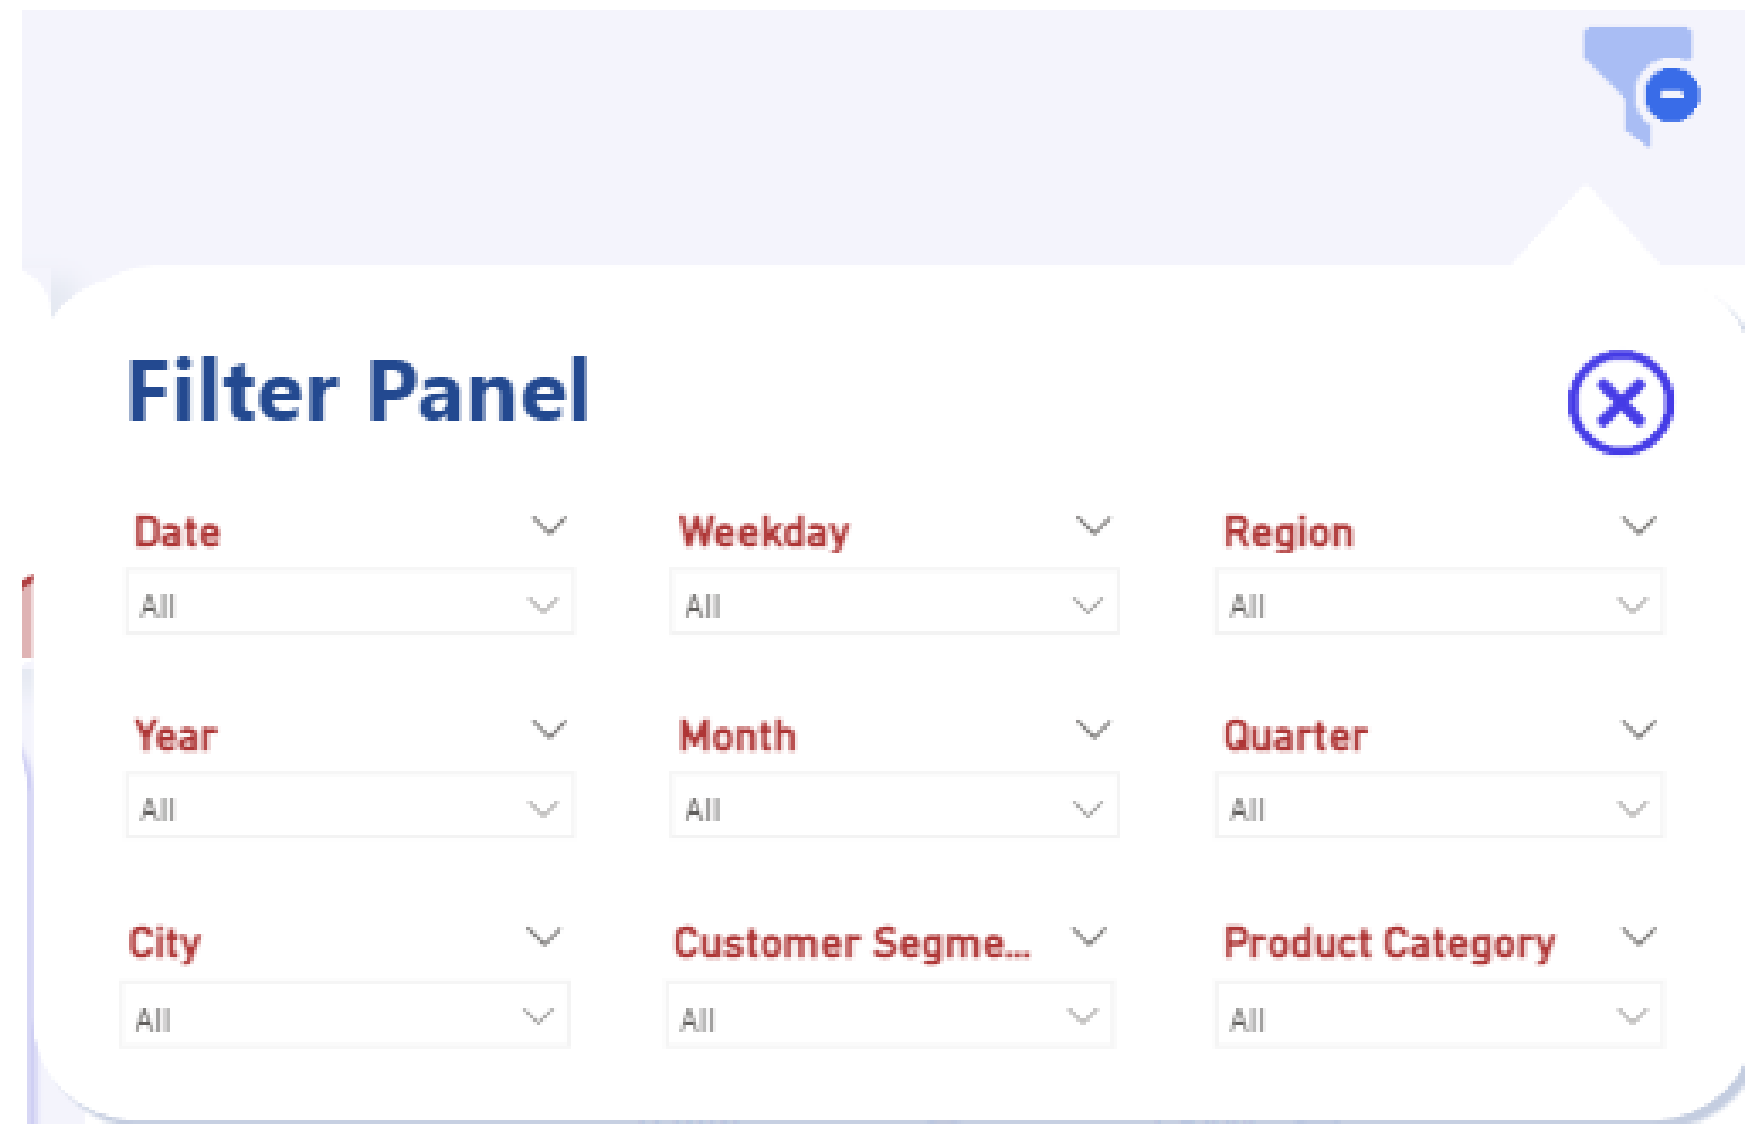 Filter Panel
Date Weekday Region
All All All
Year Month Quarter
All All All
City Customer Segme... Product Category
All All All